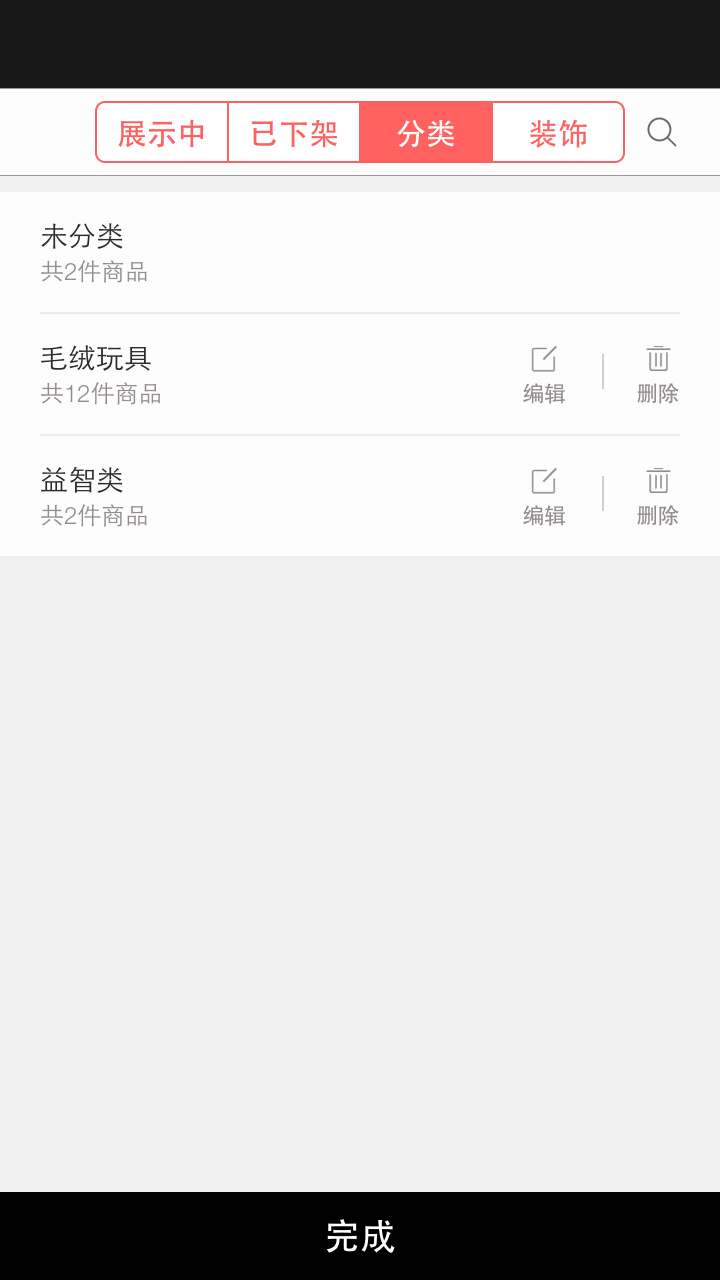 展示中 已下架 分类 装饰
未分类
共2件商品
毛绒玩具
共12件商品
编辑 删除
益智类
共2件商品
编辑 删除
完成